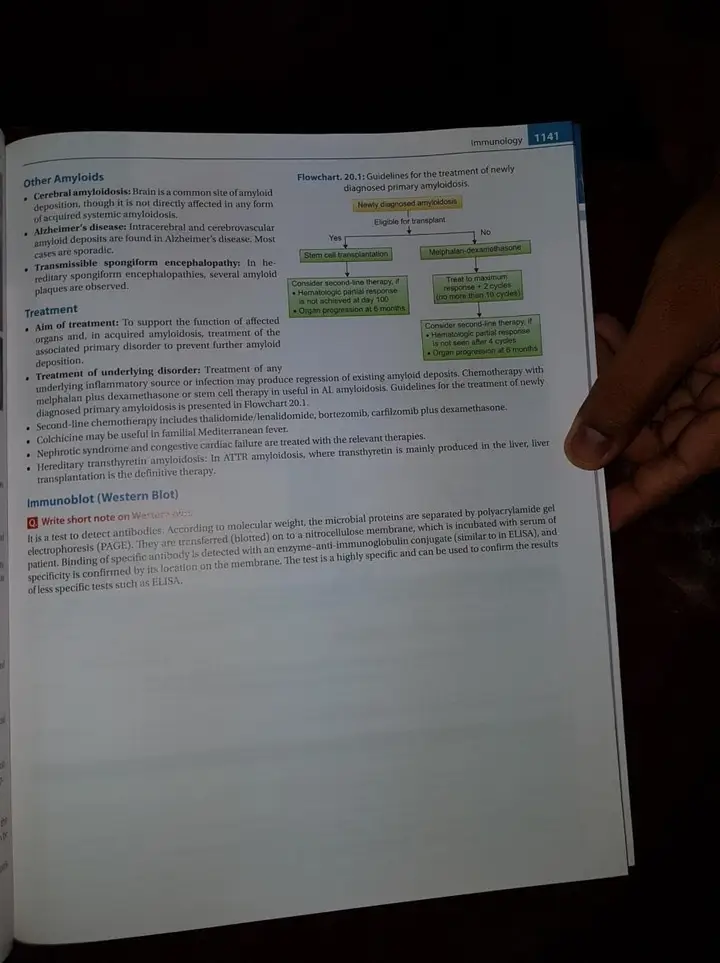 Immunology 1141
Other Amyloids
• Cerebral amyloidosis: Brain is a common site of amyloid
deposition, though it is not directly affected in any form
of acquired systemic amyloidosis.
• Alzheimer's disease: Intracerebral and cerebrovascular
amyloid deposits are found in Alzheimer's disease. Most
cases are sporadic.
• Transmissible spongiform encephalopathy: In he-
reditary spongiform encephalopathies, several amyloid
plaques are observed.
Treatment
• Aim of treatment: To support the function of affected
organs and, in acquired amyloidosis, treatment of the
associated primary disorder to prevent further amyloid
deposition.
• Treatment of underlying disorder: Treatment of any
Flowchart. 20.1: Guidelines for the treatment of newly
diagnosed primary amyloidosis.
Newly diagnosed amyloidosis
Eligible for transplant
Yes
No
Stem cell transplantation
Melphalan-dexamethasone
Consider second-line therapy, if
• Hematologic partial response
is not achieved at day 100
• Organ progression at 6 months
Treat to maximum
response + 2 cycles
(no more than 18 cycles)
Consider second-line therapy, if
• Hematologic partial response
is not seen after 4 cycles
• Organ progression at 6 months
underlying inflammatory source or infection may produce regression of existing amyloid deposits. Chemotherapy with
melphalan plus dexamethasone or stem cell therapy in useful in AL amyloidosis. Guidelines for the treatment of newly
diagnosed primary amyloidosis is presented in Flowchart 20.1.
• Second-line chemotherapy includes thalidomide/lenalidomide, bortezomib, carfilzomib plus dexamethasone.
• Colchicine may be useful in familial Mediterranean fever.
• Nephrotic syndrome and congestive cardiac failure are treated with the relevant therapies.
• Hereditary transthyretin amyloidosis: In ATTR amyloidosis, where transthyretin is mainly produced in the liver, liver
transplantation is the definitive therapy.
Immunoblot (Western Blot)
Q. Write short note on Western
It is a test to detect antibodies. According to molecular weight, the microbial proteins are separated by polyacrylamide gel
electrophoresis (PAGE). They are transferred (blotted) on to a nitrocellulose membrane, which is incubated with serum of
patient. Binding of specific antibody is detected with an enzyme-anti-immunoglobulin conjugate (similar to in ELISA), and
specificity is confirmed by its location on the membrane. The test is a highly specific and can be used to confirm the results
of less specific tests such as ELISA.